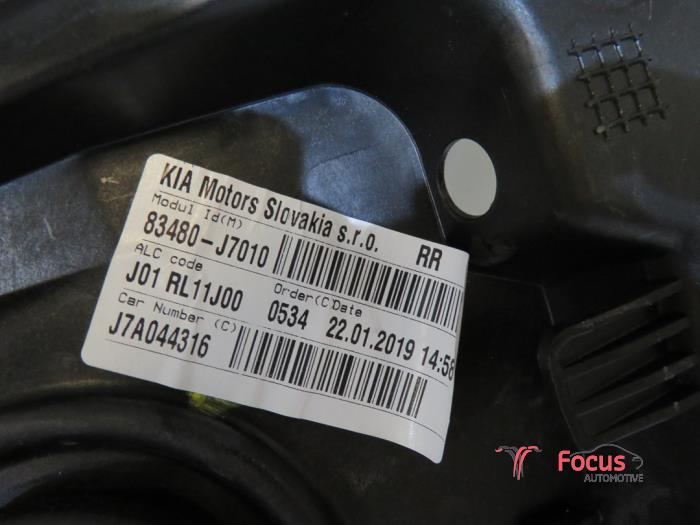 KIA Motors Slovakia s.r.o. RR
Modul Id(M)
83480-J7010
ALC code Order(C)Date
J01 RL11J00 0534 22.01.2019 14:58
Car Number (C)
J7A044316
Focus
AUTOMOTIVE